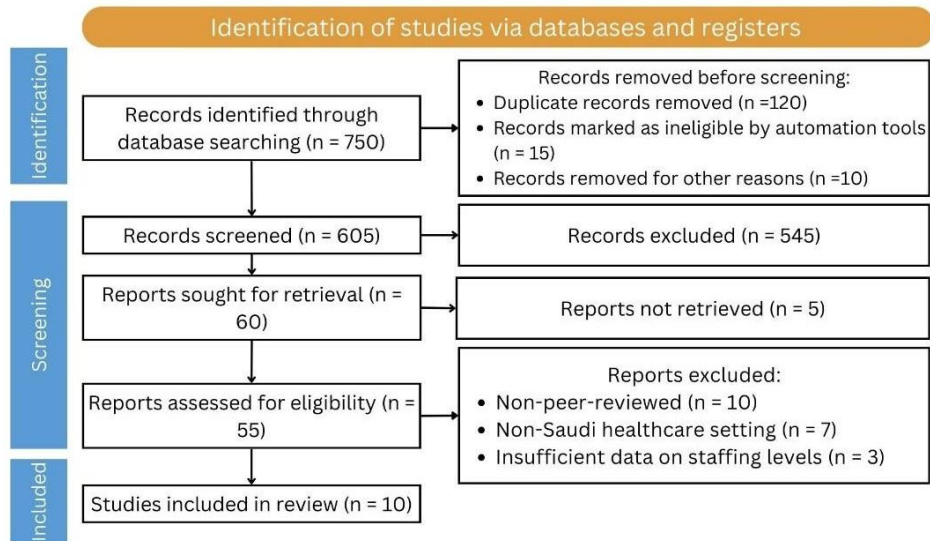 Identification of studies via databases and registers
Identification
Records identified through
database searching (n = 750)
Records removed before screening:
• Duplicate records removed (n =120)
• Records marked as ineligible by automation tools
(n = 15)
• Records removed for other reasons (n =10)
Screening
Records screened (n = 605)
Records excluded (n = 545)
Reports sought for retrieval (n =
60)
Reports not retrieved (n = 5)
Reports assessed for eligibility (n =
55)
Reports excluded:
• Non-peer-reviewed (n = 10)
• Non-Saudi healthcare setting (n = 7)
• Insufficient data on staffing levels (n = 3)
Included
Studies included in review (n = 10)